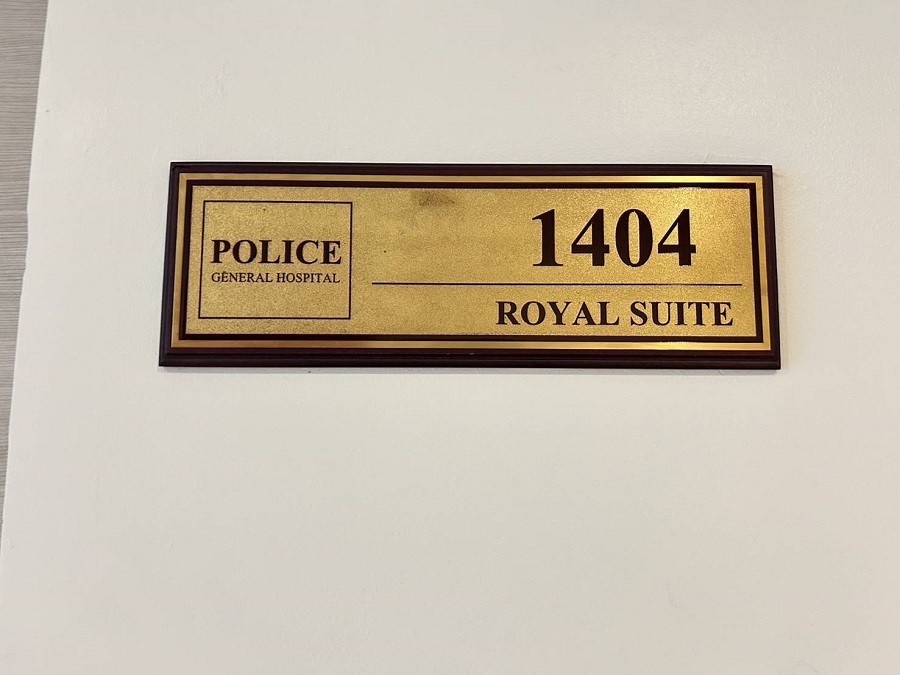 POLICE
GENERAL HOSPITAL
1404
ROYAL SUITE